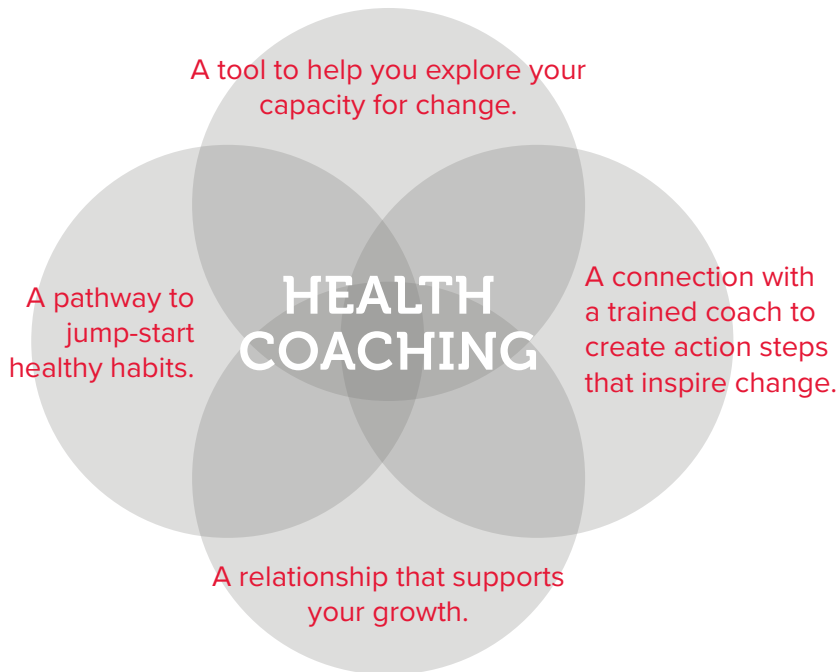 A tool to help you explore your
capacity for change.
A pathway to
jump-start
healthy habits.
HEALTH
COACHING
A connection with
a trained coach to
create action steps
that inspire change.
A relationship that supports
your growth.